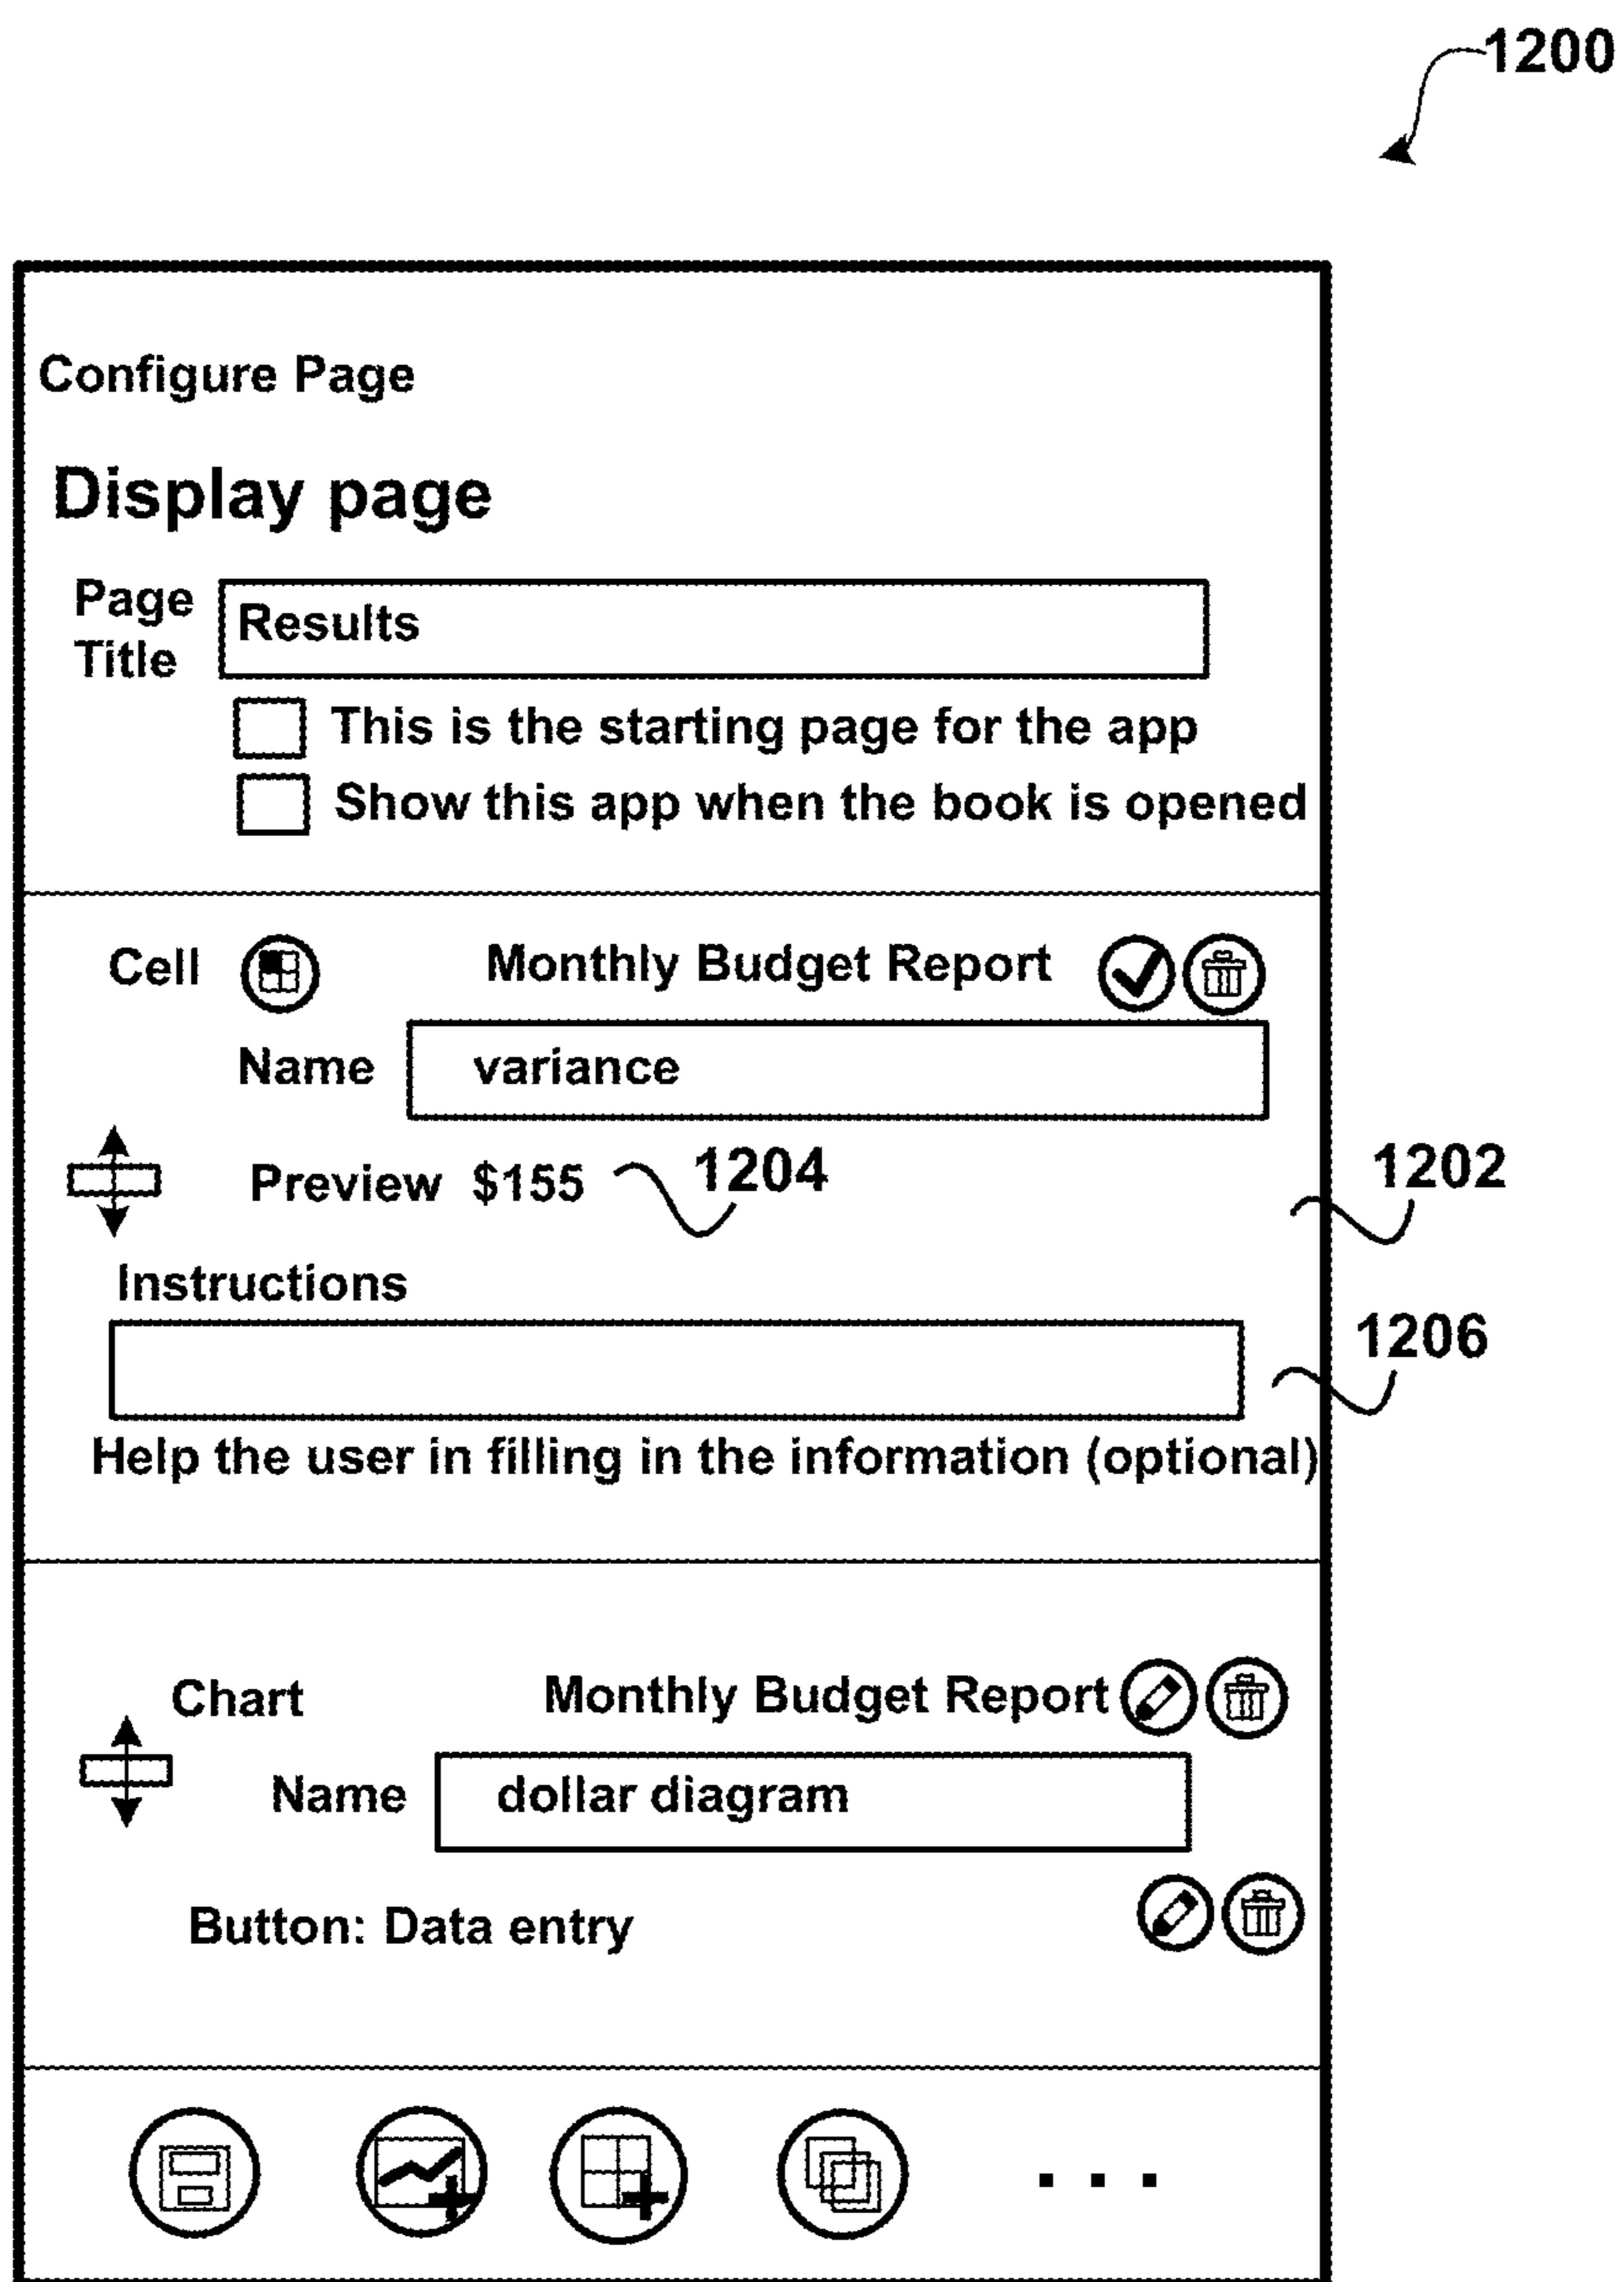 1200
Configure Page
Display page
Page
Title
Results
This is the starting page for the app
Show this app when the book is opened
Cell Monthly Budget Report
Name variance
Preview $155 1204
1202
Instructions
1206
Help the user in filling in the information (optional)
Chart Monthly Budget Report
Name dollar diagram
Button: Data entry
. . .